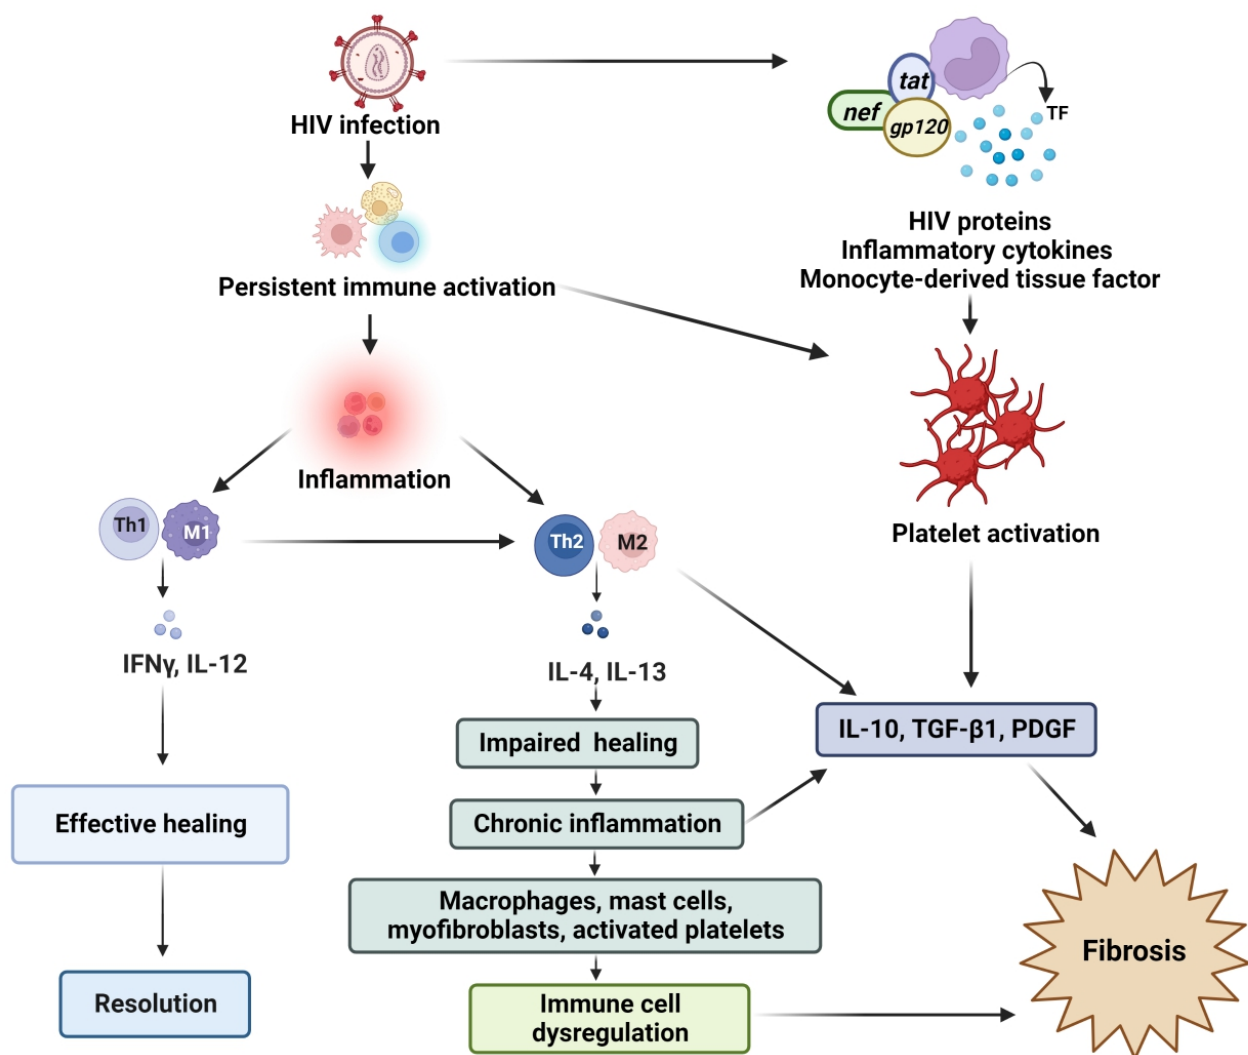 tat
nef
gp120
TF
HIV infection
HIV proteins
Inflammatory cytokines
Monocyte-derived tissue factor
Persistent immune activation
Inflammation
Th1
M1
Th2
M2
Platelet activation
IFNγ, IL-12
IL-4, IL-13
IL-10, TGF-β1, PDGF
Impaired healing
Effective healing
Chronic inflammation
Macrophages, mast cells,
myofibroblasts, activated platelets
Fibrosis
Resolution
Immune cell
dysregulation